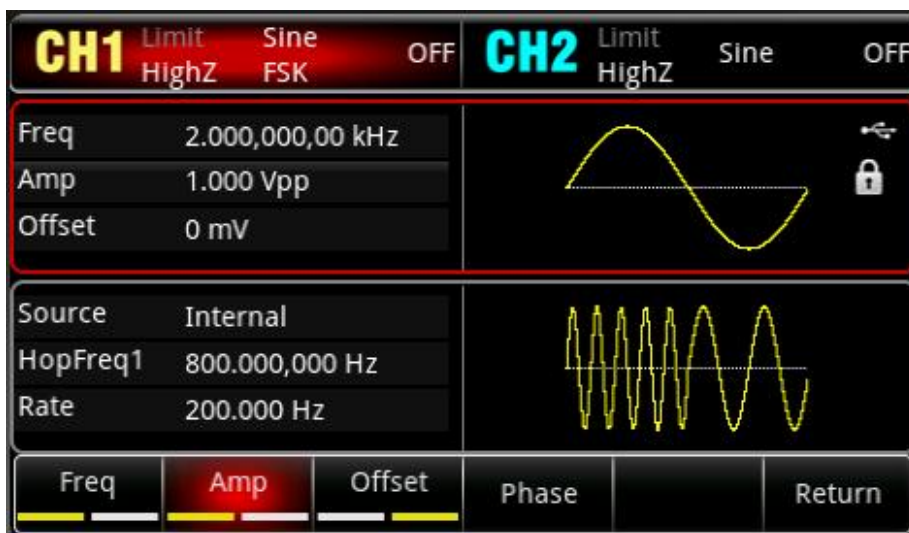 CH1 Limit Sine OFF CH2 Limit Sine OFF
HighZ FSK HighZ
Freq 2.000,000,00 kHz
Amp 1.000 Vpp
Offset 0 mV
Source Internal
HopFreq1 800.000,000 Hz
Rate 200.000 Hz
Freq Amp Offset Phase Return